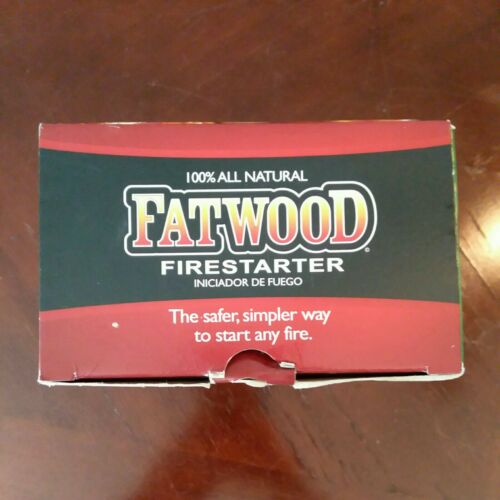 100% ALL NATURAL
FATWOOD©
FIRESTARTER
INICIADOR DE FUEGO
The safer, simpler way
to start any fire.